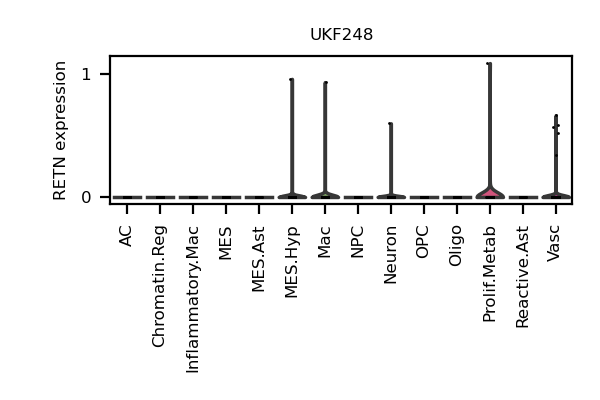 UKF248
RETN expression
1
0
AC
Chromatin.Reg
Inflammatory.Mac
MES
MES.Ast
MES.Hyp
Mac
NPC
Neuron
OPC
Oligo
Prolif.Metab
Reactive.Ast
Vasc